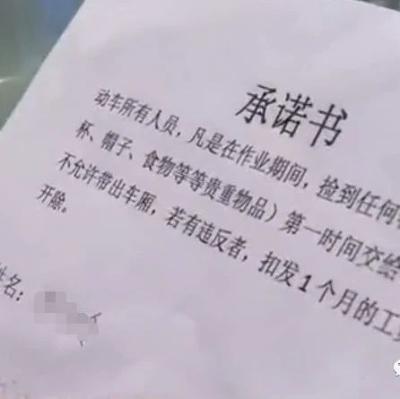 承诺书
动车所有人员，凡是在作业期间，捡到任何
杯、帽子、食物等等贵重物品）第一时间交给
不允许带出车厢，若有违反者，扣发1个月的工
开除。
姓名：